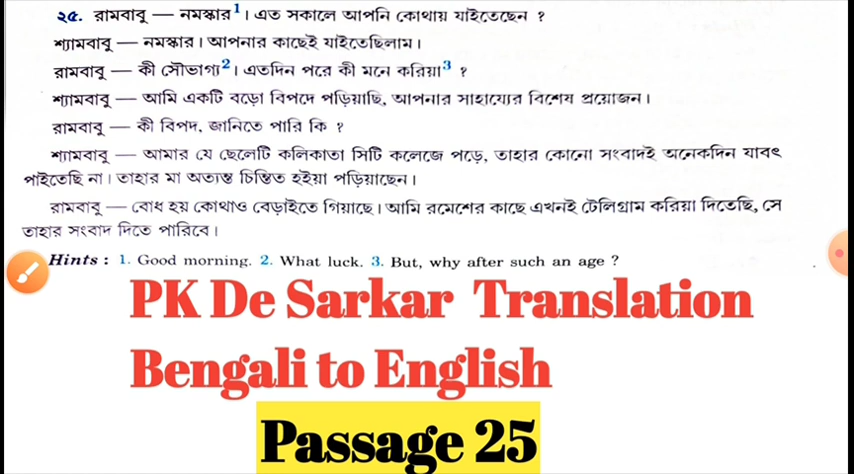 ২৫. রামবাবু — নমস্কার¹। এত সকালে আপনি কোথায় যাইতেছেন ?
শ্যামবাবু — নমস্কার। আপনার কাছেই যাইতেছিলাম।
রামবাবু — কী সৌভাগ্য²। এতদিন পরে কী মনে করিয়া³ ?
শ্যামবাবু — আমি একটি বড়ো বিপদে পড়িয়াছি, আপনার সাহায্যের বিশেষ প্রয়োজন।
রামবাবু — কী বিপদ, জানিতে পারি কি ?
শ্যামবাবু — আমার যে ছেলেটি কলিকাতা সিটি কলেজে পড়ে, তাহার কোনো সংবাদই অনেকদিন যাবৎ
পাইতেছি না। তাহার মা অত্যন্ত চিন্তিত হইয়া পড়িয়াছেন।
রামবাবু — বোধ হয় কোথাও বেড়াইতে গিয়াছে। আমি রমেশের কাছে এখনই টেলিগ্রাম করিয়া দিতেছি, সে
তাহার সংবাদ দিতে পারিবে।
Hints : 1. Good morning. 2. What luck. 3. But, why after such an age ?
PK De Sarkar Translation
Bengali to English
Passage 25